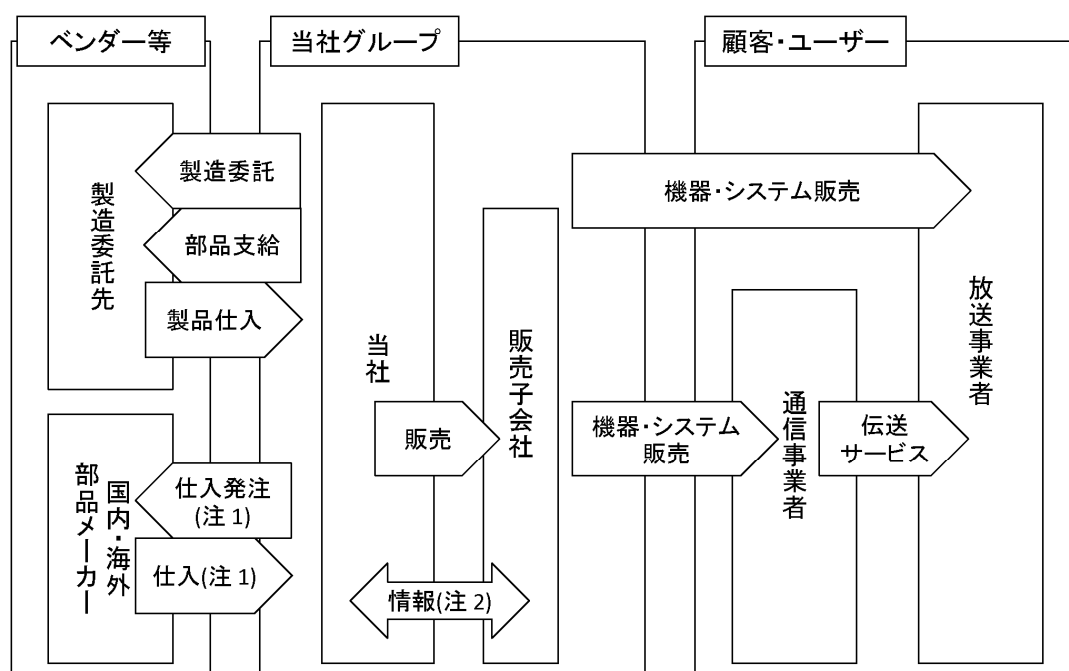 ベンダー等
当社グループ
顧客・ユーザー
製造委託先
製造委託
部品支給
製品仕入
国内・海外
部品メーカー
仕入発注
(注 1)
仕入(注 1)
当社
販売
販売子会社
情報(注 2)
機器・システム販売
機器・システム
販売
通信事業者
伝送
サービス
放送事業者